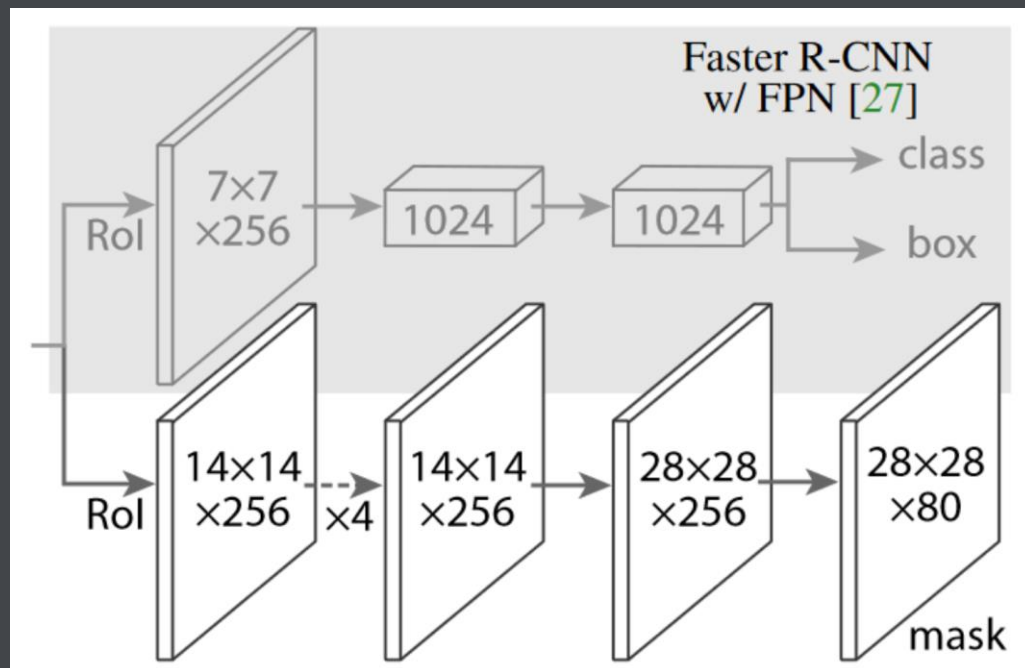 Faster R-CNN
w/ FPN [27]
RoI
7×7
×256
1024
1024
class
box
RoI
14×14
×256
×4
14×14
×256
28×28
×256
28×28
×80
mask